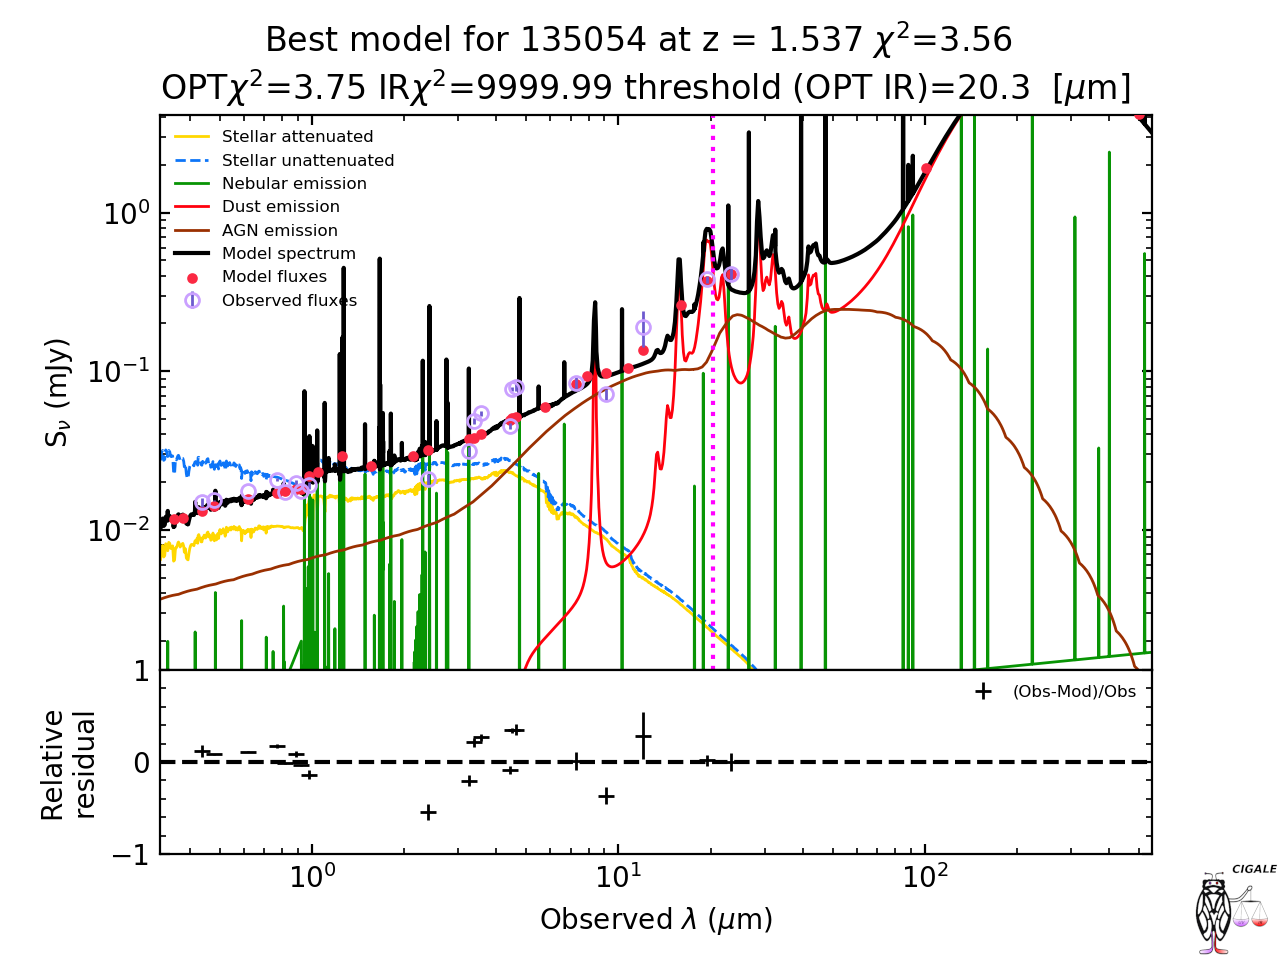 Best model for 135054 at z = 1.537 χ²=3.56
OPTχ²=3.75 IRχ²=9999.99 threshold (OPT IR)=20.3 [μm]
Stellar attenuated
Stellar unattenuated
Nebular emission
Dust emission
AGN emission
Model spectrum
Model fluxes
Observed fluxes
S_ν (mJy)
10⁰
10⁻¹
10⁻²
1
0
−1
Relative
residual
(Obs-Mod)/Obs
10⁰
10¹
10²
Observed λ (μm)
CIGALE